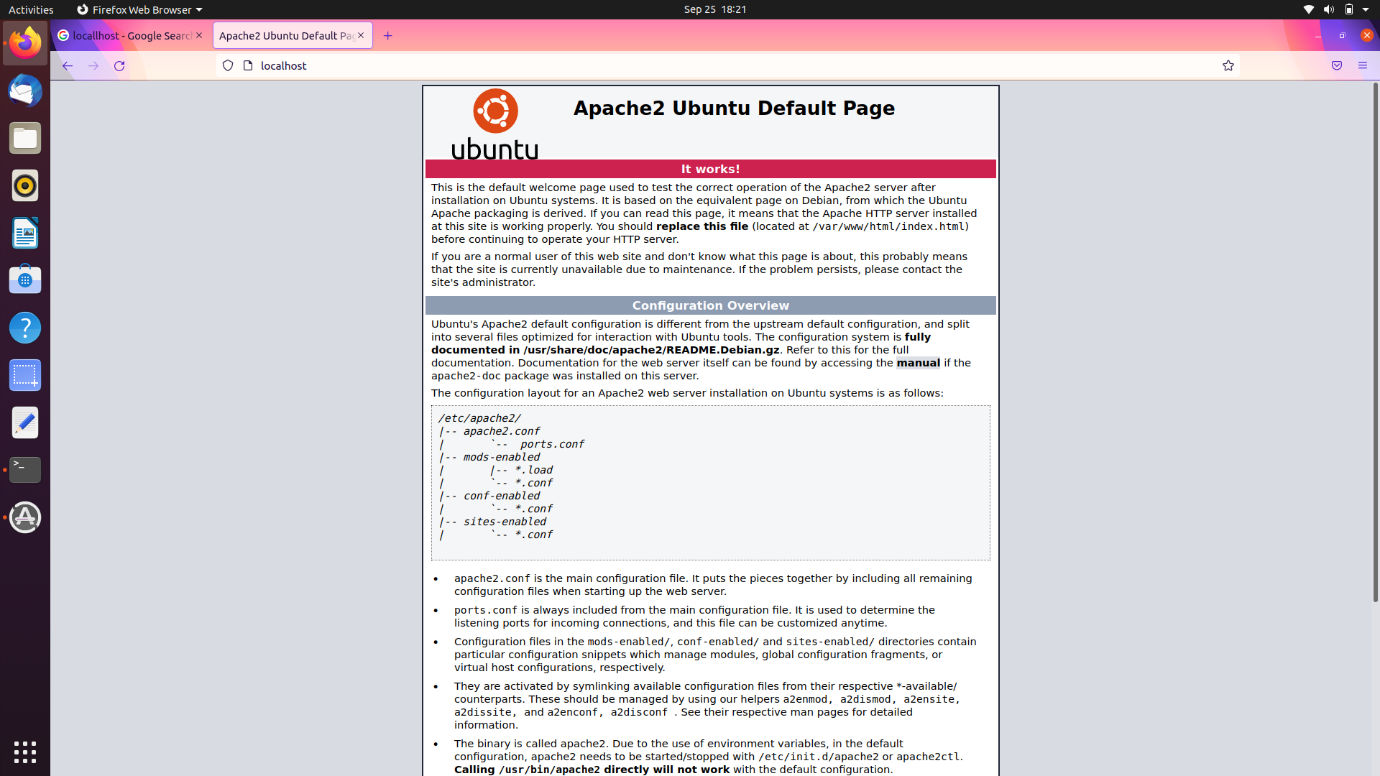 Activities
Firefox Web Browser
Sep 25 18:21
locallhost - Google Searc
Apache2 Ubuntu Default Pa
localhost
ubuntu
Apache2 Ubuntu Default Page
It works!
This is the default welcome page used to test the correct operation of the Apache2 server after
installation on Ubuntu systems. It is based on the equivalent page on Debian, from which the Ubuntu
Apache packaging is derived. If you can read this page, it means that the Apache HTTP server installed
at this site is working properly. You should replace this file (located at /var/www/html/index.html)
before continuing to operate your HTTP server.
If you are a normal user of this web site and don't know what this page is about, this probably means
that the site is currently unavailable due to maintenance. If the problem persists, please contact the
site's administrator.
Configuration Overview
Ubuntu's Apache2 default configuration is different from the upstream default configuration, and split
into several files optimized for interaction with Ubuntu tools. The configuration system is fully
documented in /usr/share/doc/apache2/README.Debian.gz. Refer to this for the full
documentation. Documentation for the web server itself can be found by accessing the manual if the
apache2-doc package was installed on this server.
The configuration layout for an Apache2 web server installation on Ubuntu systems is as follows:
/etc/apache2/
|-- apache2.conf
|       `--  ports.conf
|-- mods-enabled
|       |-- *.load
|       `-- *.conf
|-- conf-enabled
|       `-- *.conf
|-- sites-enabled
|       `-- *.conf
• apache2.conf is the main configuration file. It puts the pieces together by including all remaining
configuration files when starting up the web server.
• ports.conf is always included from the main configuration file. It is used to determine the
listening ports for incoming connections, and this file can be customized anytime.
• Configuration files in the mods-enabled/, conf-enabled/ and sites-enabled/ directories contain
particular configuration snippets which manage modules, global configuration fragments, or
virtual host configurations, respectively.
• They are activated by symlinking available configuration files from their respective *-available/
counterparts. These should be managed by using our helpers a2enmod, a2dismod, a2ensite,
a2dissite, and a2enconf, a2disconf . See their respective man pages for detailed
information.
• The binary is called apache2. Due to the use of environment variables, in the default
configuration, apache2 needs to be started/stopped with /etc/init.d/apache2 or apache2ctl.
Calling /usr/bin/apache2 directly will not work with the default configuration.